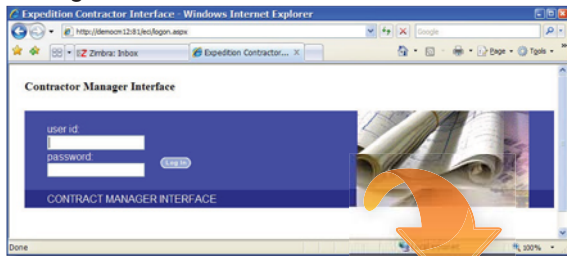 Expedition Contractor Interface - Windows Internet Explorer
http://democm12:81/eci/logon.aspx
Google
Zimbra: Inbox
Expedition Contractor... X
Page
Tools
Contractor Manager Interface
user id:
password:
Log In
CONTRACT MANAGER INTERFACE
Done
100%